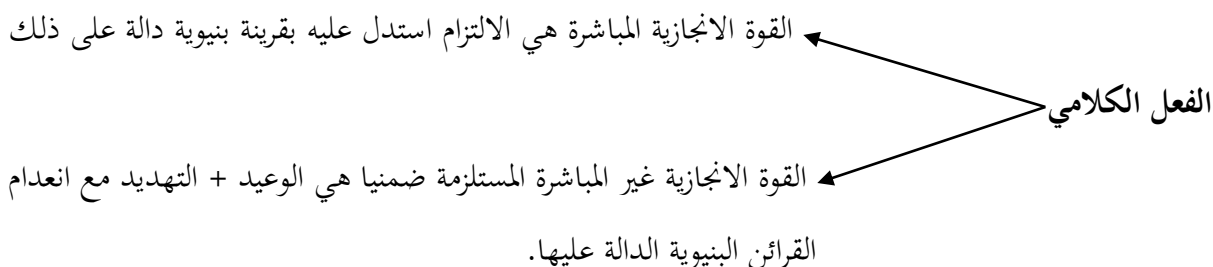 القوة الانجازية المباشرة هي الالتزام استدل عليه بقرينة بنيوية دالة على ذلك
الفعل الكلامي
القوة الانجازية غير المباشرة المستلزمة ضمنيا هي الوعيد + التهديد مع انعدام
القرائن البنيوية الدالة عليها.